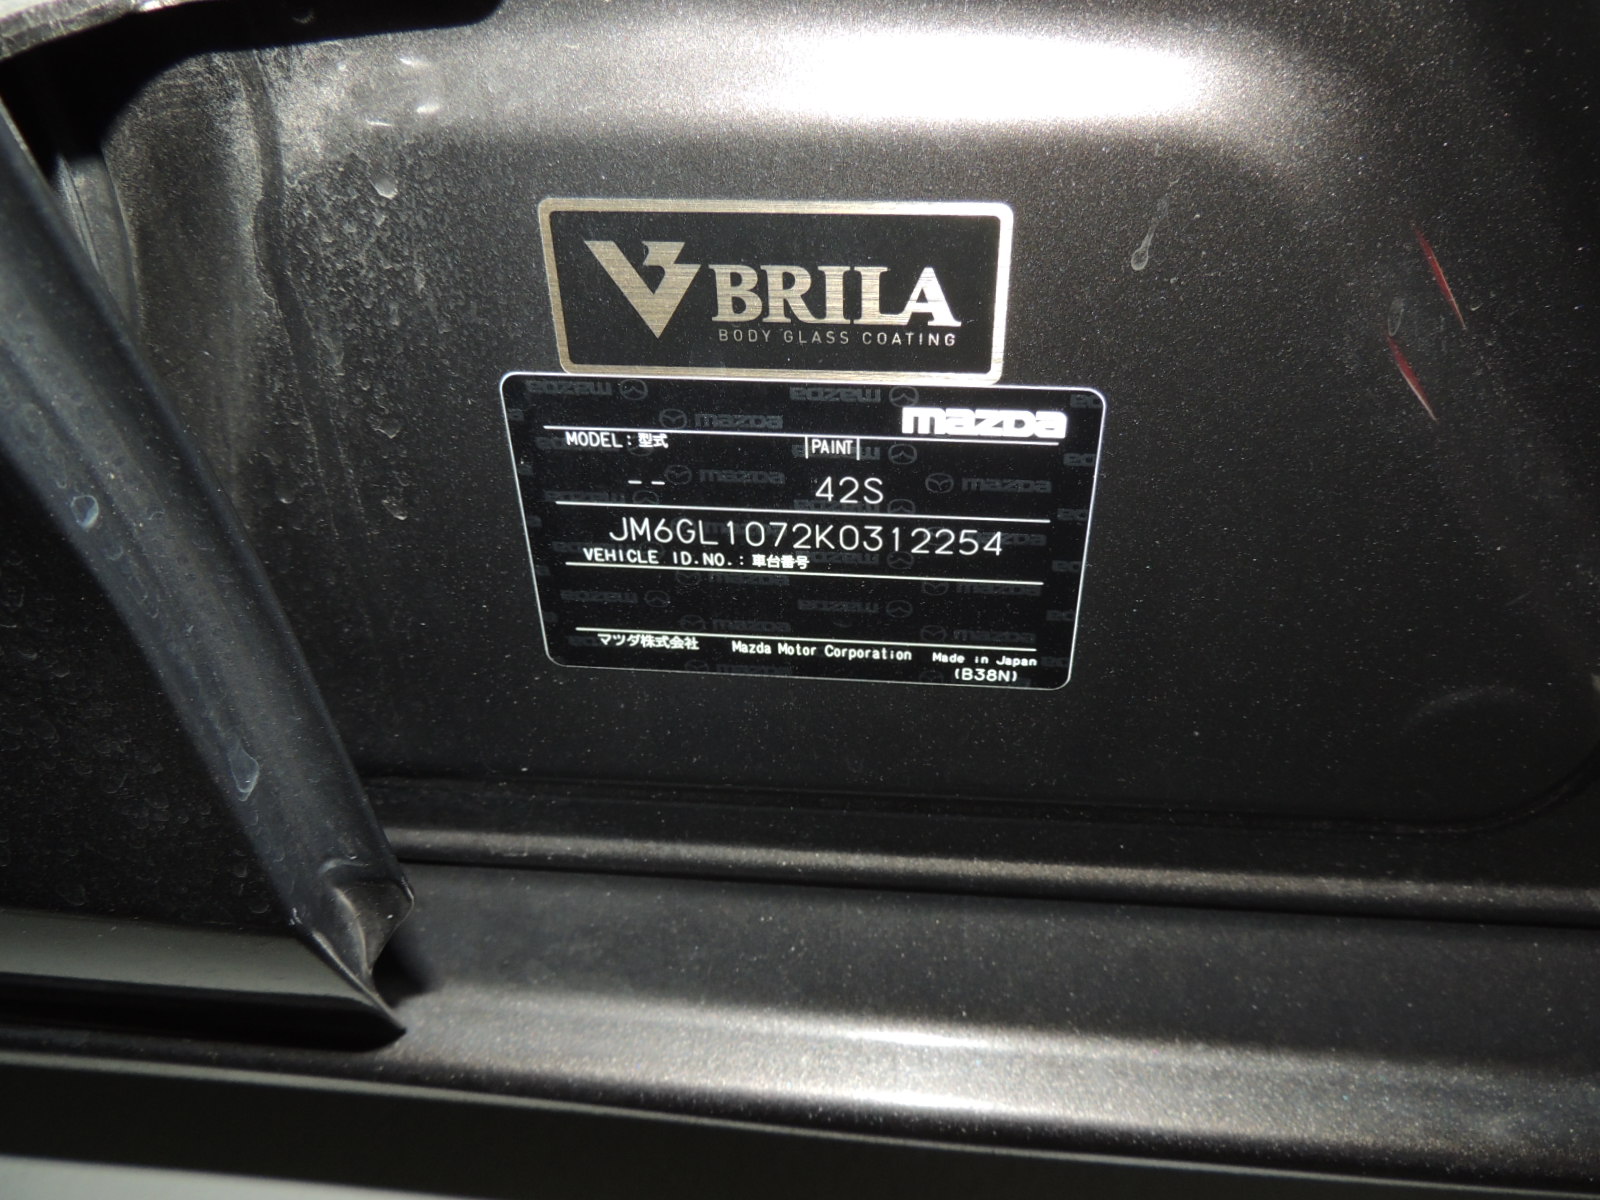 V3 BRILA
BODY GLASS COATING
mazda
MODEL : 型式 PAINT
-- 42S
JM6GL1072K0312254
VEHICLE ID.NO. : 車台番号
マツダ株式会社 Mazda Motor Corporation Made in Japan
(B38N)